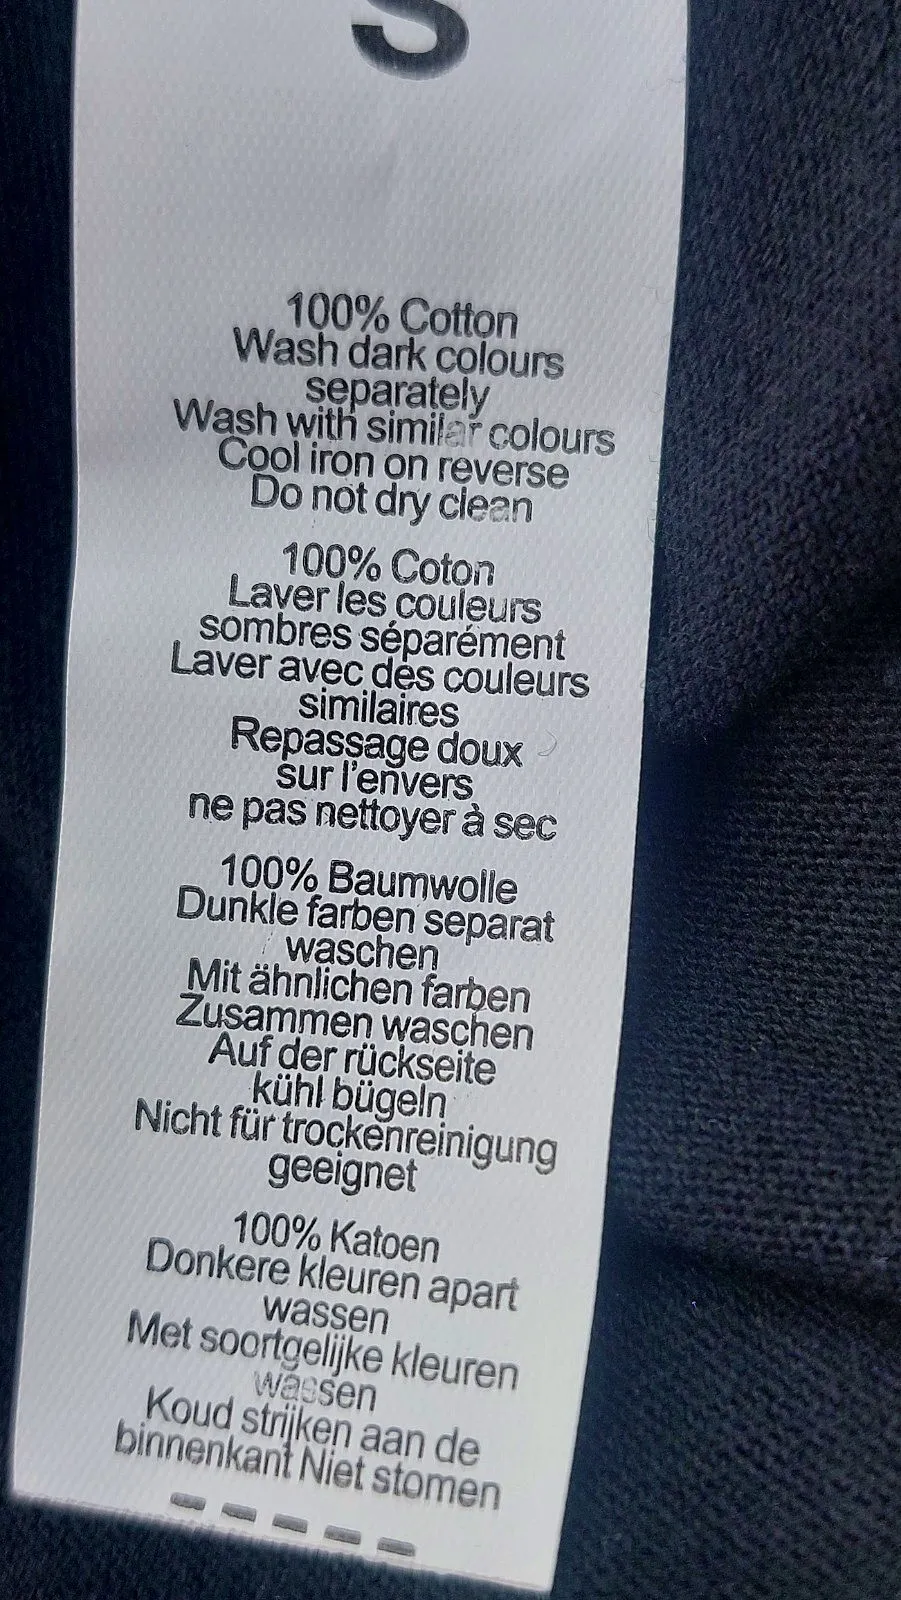 S
100% Cotton
Wash dark colours
separately
Wash with similar colours
Cool iron on reverse
Do not dry clean
100% Coton
Laver les couleurs
sombres séparément
Laver avec des couleurs
similaires
Repassage doux
sur l'envers
ne pas nettoyer à sec
100% Baumwolle
Dunkle farben separat
waschen
Mit ähnlichen farben
Zusammen waschen
Auf der rückseite
kühl bügeln
Nicht für trockenreinigung
geeignet
100% Katoen
Donkere kleuren apart
wassen
Met soortgelijke kleuren
wassen
Koud strijken aan de
binnenkant Niet stomen